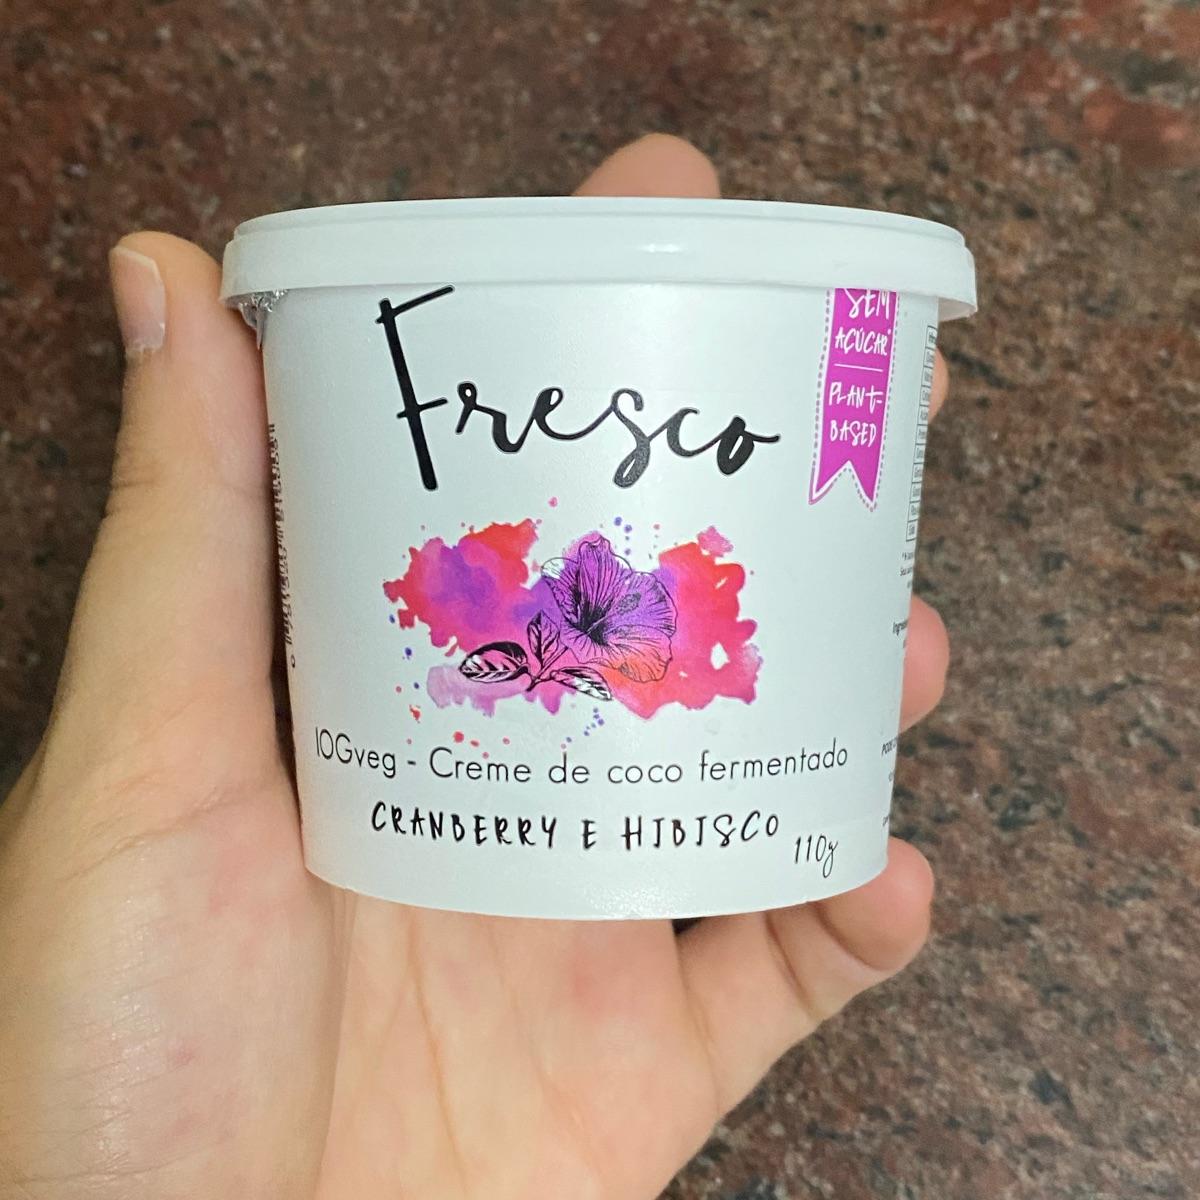 Fresco
SEM
AÇÚCAR*
PLANT-
BASED
IOGveg - Creme de coco fermentado
CRANBERRY E HIBISCO
110g